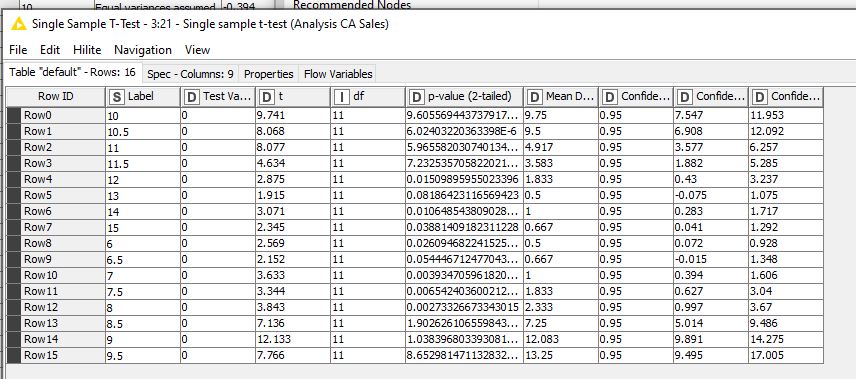 10 Equal variances assumed -0.394
Recommended Nodes
Single Sample T-Test - 3:21 - Single sample t-test (Analysis CA Sales)
File Edit Hilite Navigation View
Table "default" - Rows: 16 Spec - Columns: 9 Properties Flow Variables
Row ID S Label D Test Va... D t I df D p-value (2-tailed) D Mean D... D Confide... D Confide... D Confide...
Row0 10 0 9.741 11 9.605569443737917... 9.75 0.95 7.547 11.953
Row1 10.5 0 8.068 11 6.02403220363398E-6 9.5 0.95 6.908 12.092
Row2 11 0 8.077 11 5.965582030740134... 4.917 0.95 3.577 6.257
Row3 11.5 0 4.634 11 7.232535705822021... 3.583 0.95 1.882 5.285
Row4 12 0 2.875 11 0.01509895955023396 1.833 0.95 0.43 3.237
Row5 13 0 1.915 11 0.08186423116569423 0.5 0.95 -0.075 1.075
Row6 14 0 3.071 11 0.010648543809028... 1 0.95 0.283 1.717
Row7 15 0 2.345 11 0.03881409182311228 0.667 0.95 0.041 1.292
Row8 6 0 2.569 11 0.026094682241525... 0.5 0.95 0.072 0.928
Row9 6.5 0 2.152 11 0.054446712477043... 0.667 0.95 -0.015 1.348
Row10 7 0 3.633 11 0.003934705961820... 1 0.95 0.394 1.606
Row11 7.5 0 3.344 11 0.006542403600212... 1.833 0.95 0.627 3.04
Row12 8 0 3.843 11 0.00273326673343015 2.333 0.95 0.997 3.67
Row13 8.5 0 7.136 11 1.902626106559843... 7.25 0.95 5.014 9.486
Row14 9 0 12.133 11 1.038396803393081... 12.083 0.95 9.891 14.275
Row15 9.5 0 7.766 11 8.652981471132832... 13.25 0.95 9.495 17.005